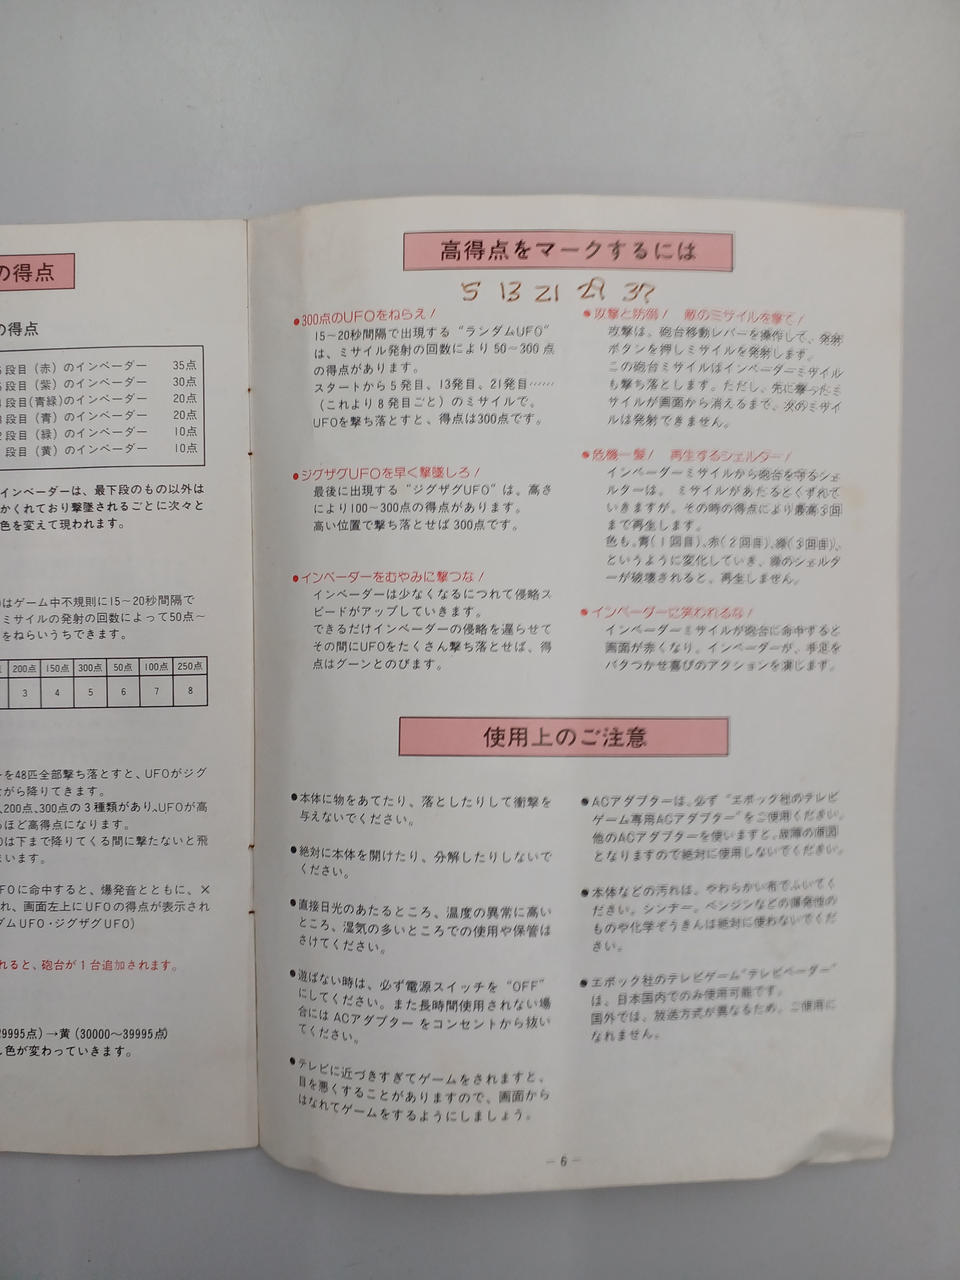 の得点
の得点
段目（赤）のインベーダー 35点
段目（紫）のインベーダー 30点
段目（青緑）のインベーダー 20点
段目（青）のインベーダー 20点
段目（緑）のインベーダー 10点
段目（黄）のインベーダー 10点
インベーダーは、最下段のもの以外は
かくれており撃墜されるごとに次々と
色を変えて現われます。
はゲーム中不規則に15〜20秒間隔で
ミサイルの発射の回数によって50点〜
をねらいうちできます。
200点 150点 300点 50点 100点 250点
3 4 5 6 7 8
を48匹全部撃ち落とすと、UFOがジグ
がら降りてきます。
、200点、300点の3種類があり、UFOが高
ほど高得点になります。
は下まで降りてくる間に撃たないと飛
まいます。
FOに命中すると、爆発音とともに、×
れ、画面左上にUFOの得点が表示され
ダムUFO・ジグザグUFO）
れると、砲台が1台追加されます。
9995点）→黄（30000〜39995点）
色が変わっていきます。
高得点をマークするには
5 13 21 29 37
●300点のUFOをねらえ！
15〜20秒間隔で出現する“ランダムUFO”
は、ミサイル発射の回数により50〜300点
の得点があります。
スタートから5発目、13発目、21発目……
（これより8発目ごと）のミサイルで、
UFOを撃ち落とすと、得点は300点です。
●ジグザグUFOを早く撃墜しろ！
最後に出現する“ジグザグUFO”は、高さ
により100〜300点の得点があります。
高い位置で撃ち落とせば300点です。
●インベーダーをむやみに撃つな！
インベーダーは少なくなるにつれて侵略ス
ピードがアップしていきます。
できるだけインベーダーの侵略を遅らせて
その間にUFOをたくさん撃ち落とせば、得
点はグーンとのびます。
●攻撃と防禦！ 敵のミサイルを撃て！
攻撃は、砲台移動レバーを操作して、発射
ボタンを押しミサイルを発射します。
この砲台ミサイルはインベーダーミサイル
も撃ち落とします。ただし、先に撃ったミ
サイルが画面から消えるまで、次のミサイ
ルは発射できません。
●危機一髪！ 再生するシェルター！
インベーダーミサイルから砲台を守るシェ
ルターは、ミサイルがあたるとくずれて
いきますが、その時の得点により最高3回
まで再生します。
色も、青（1回目）、赤（2回目）、緑（3回目）、
というように変化していき、緑のシェルタ
ーが破壊されると、再生しません。
●インベーダーに笑われるな！
インベーダーミサイルが砲台に命中すると
画面が赤くなり、インベーダーが、手足を
バタつかせ喜びのアクションを演じます。
使用上のご注意
●本体に物をあてたり、落としたりして衝撃を
与えないでください。
●絶対に本体を開けたり、分解したりしないで
ください。
●直接日光のあたるところ、温度の異常に高い
ところ、湿気の多いところでの使用や保管は
さけてください。
●遊ばない時は、必ず電源スイッチを“OFF”
にしてください。また長時間使用されない場
合には ACアダプター をコンセントから抜い
てください。
●テレビに近づきすぎてゲームをされますと、
目を悪くすることがありますので、画面から
はなれてゲームをするようにしましょう。
●ACアダプターは、必ず“エポック社のテレビ
ゲーム専用ACアダプター”をご使用ください。
他のACアダプターを使いますと、故障の原因
となりますので絶対に使用しないでください。
●本体などの汚れは、やわらかい布でふいてく
ださい。シンナー、ベンジンなどの揮発性の
ものや化学ぞうきんは絶対に使わないでくだ
さい。
●エポック社のテレビゲーム“テレビベーダー”
は、日本国内でのみ使用可能です。
国外では、放送方式が異なるため、ご使用に
なれません。
－6－